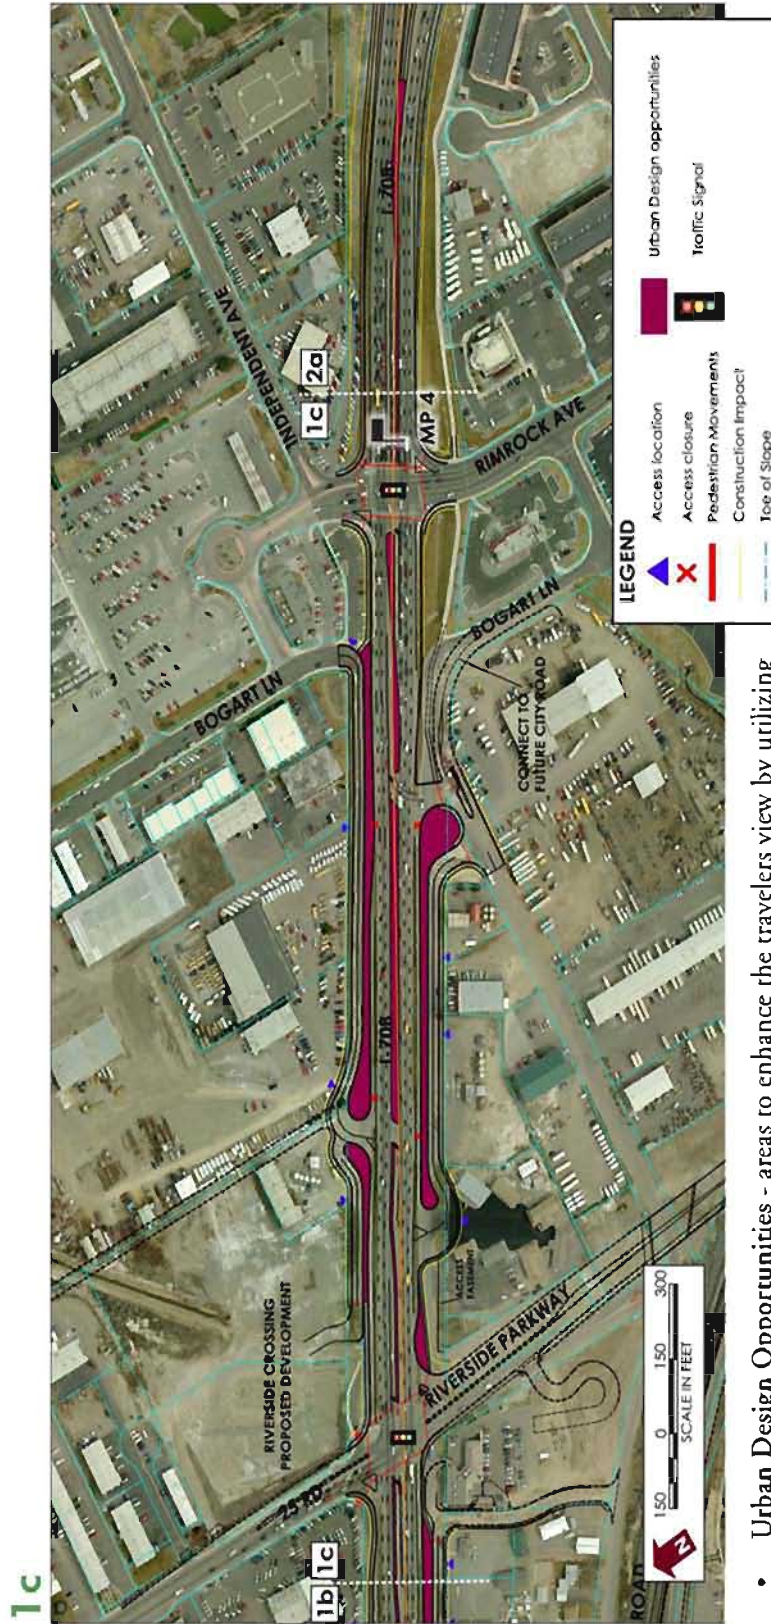 1c
INDEPENDENT AVE
1c 2a
MP 4
RIMROCK AVE
I-70B
BOGART LN
BOGART LN
CONNECT TO
FUTURE CITY ROAD
I-70B
RIVERSIDE CROSSING
PROPOSED DEVELOPMENT
ACCESS
EASEMENT
RIVERSIDE PARKWAY
25 RD
1b 1c
ROAD
N
150 0 150 300
SCALE IN FEET
LEGEND
Access location
Access closure
Pedestrian Movements
Construction Impact
Toe of Slope
Urban Design opportunities
Traffic Signal
• Urban Design Opportunities - areas to enhance the travelers view by utilizing